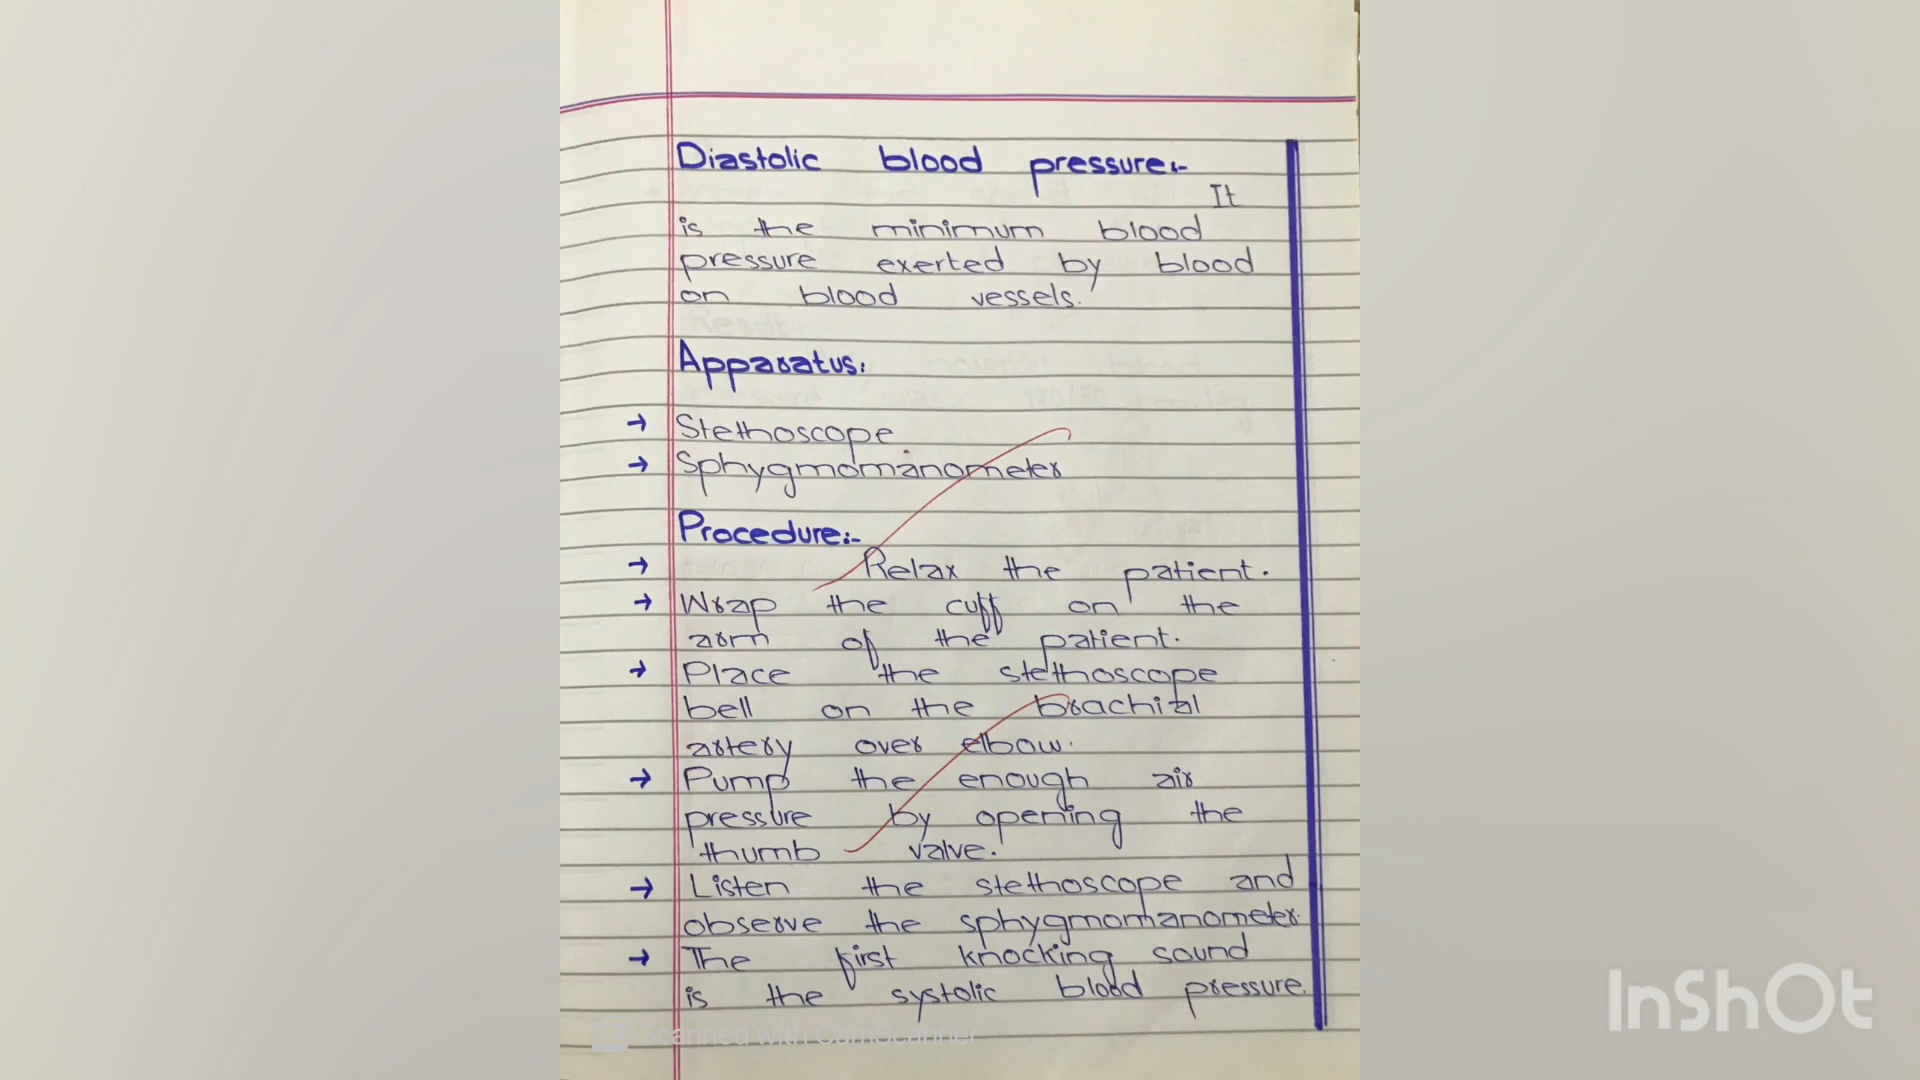 Diastolic blood pressure:-
It
is the minimum blood
pressure exerted by blood
on blood vessels.
Apparatus:
→ Stethoscope
→ Sphygmomanometer
Procedure:-
→ Relax the patient.
→ Wrap the cuff on the
arm of the patient.
→ Place the stethoscope
bell on the brachial
artery over elbow.
→ Pump the enough air
pressure by opening the
thumb valve.
→ Listen the stethoscope and
observe the sphygmomanometer.
→ The first knocking sound
is the systolic blood pressure.
Scanned with CamScanner
InShOt